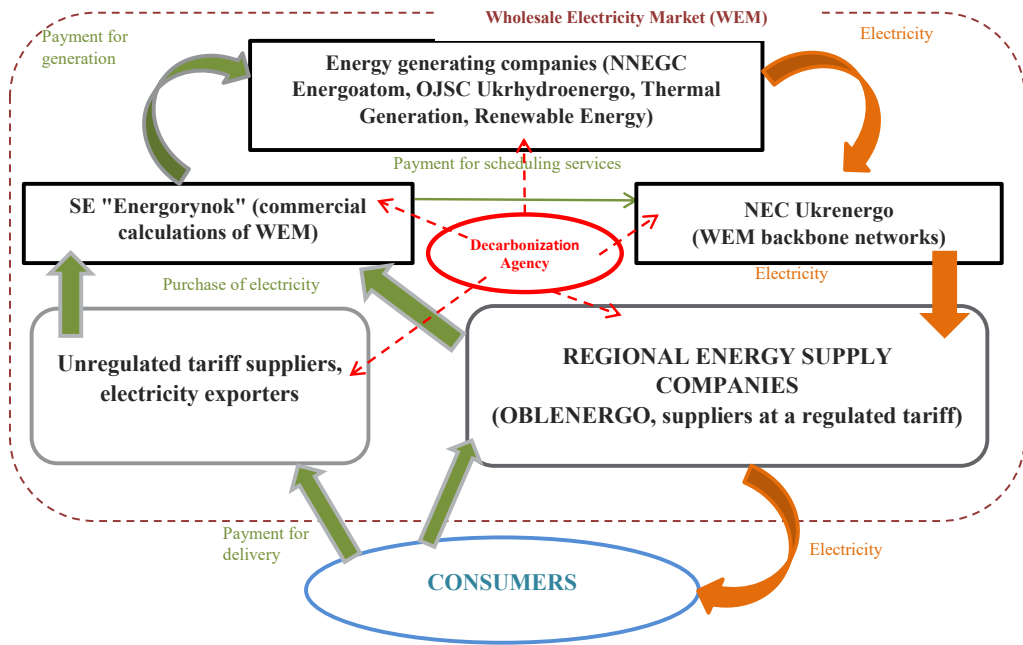 Wholesale Electricity Market (WEM)
Payment for
generation
Electricity
Energy generating companies (NNEGC
Energoatom, OJSC Ukrhydroenergo, Thermal
Generation, Renewable Energy)
Payment for scheduling services
SE "Energorynok" (commercial
calculations of WEM)
NEC Ukrenergo
(WEM backbone networks)
Decarbonization
Agency
Purchase of electricity
Electricity
Unregulated tariff suppliers,
electricity exporters
REGIONAL ENERGY SUPPLY
COMPANIES
(OBLENERGO, suppliers at a regulated tariff)
Payment for
delivery
Electricity
CONSUMERS